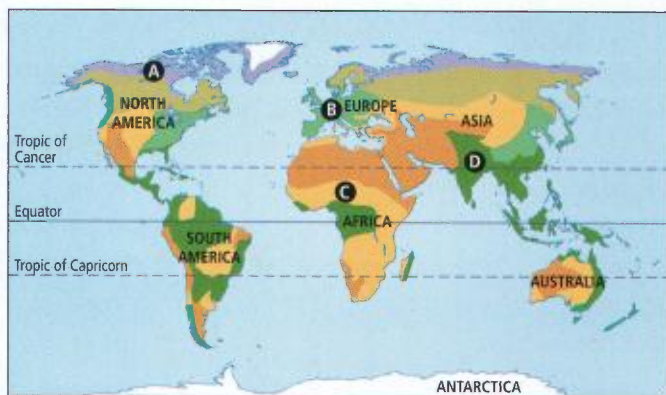 A
NORTH
AMERICA
B
EUROPE
ASIA
Tropic of
Cancer
D
C
Equator
AFRICA
SOUTH
AMERICA
Tropic of Capricorn
AUSTRALIA
ANTARCTICA